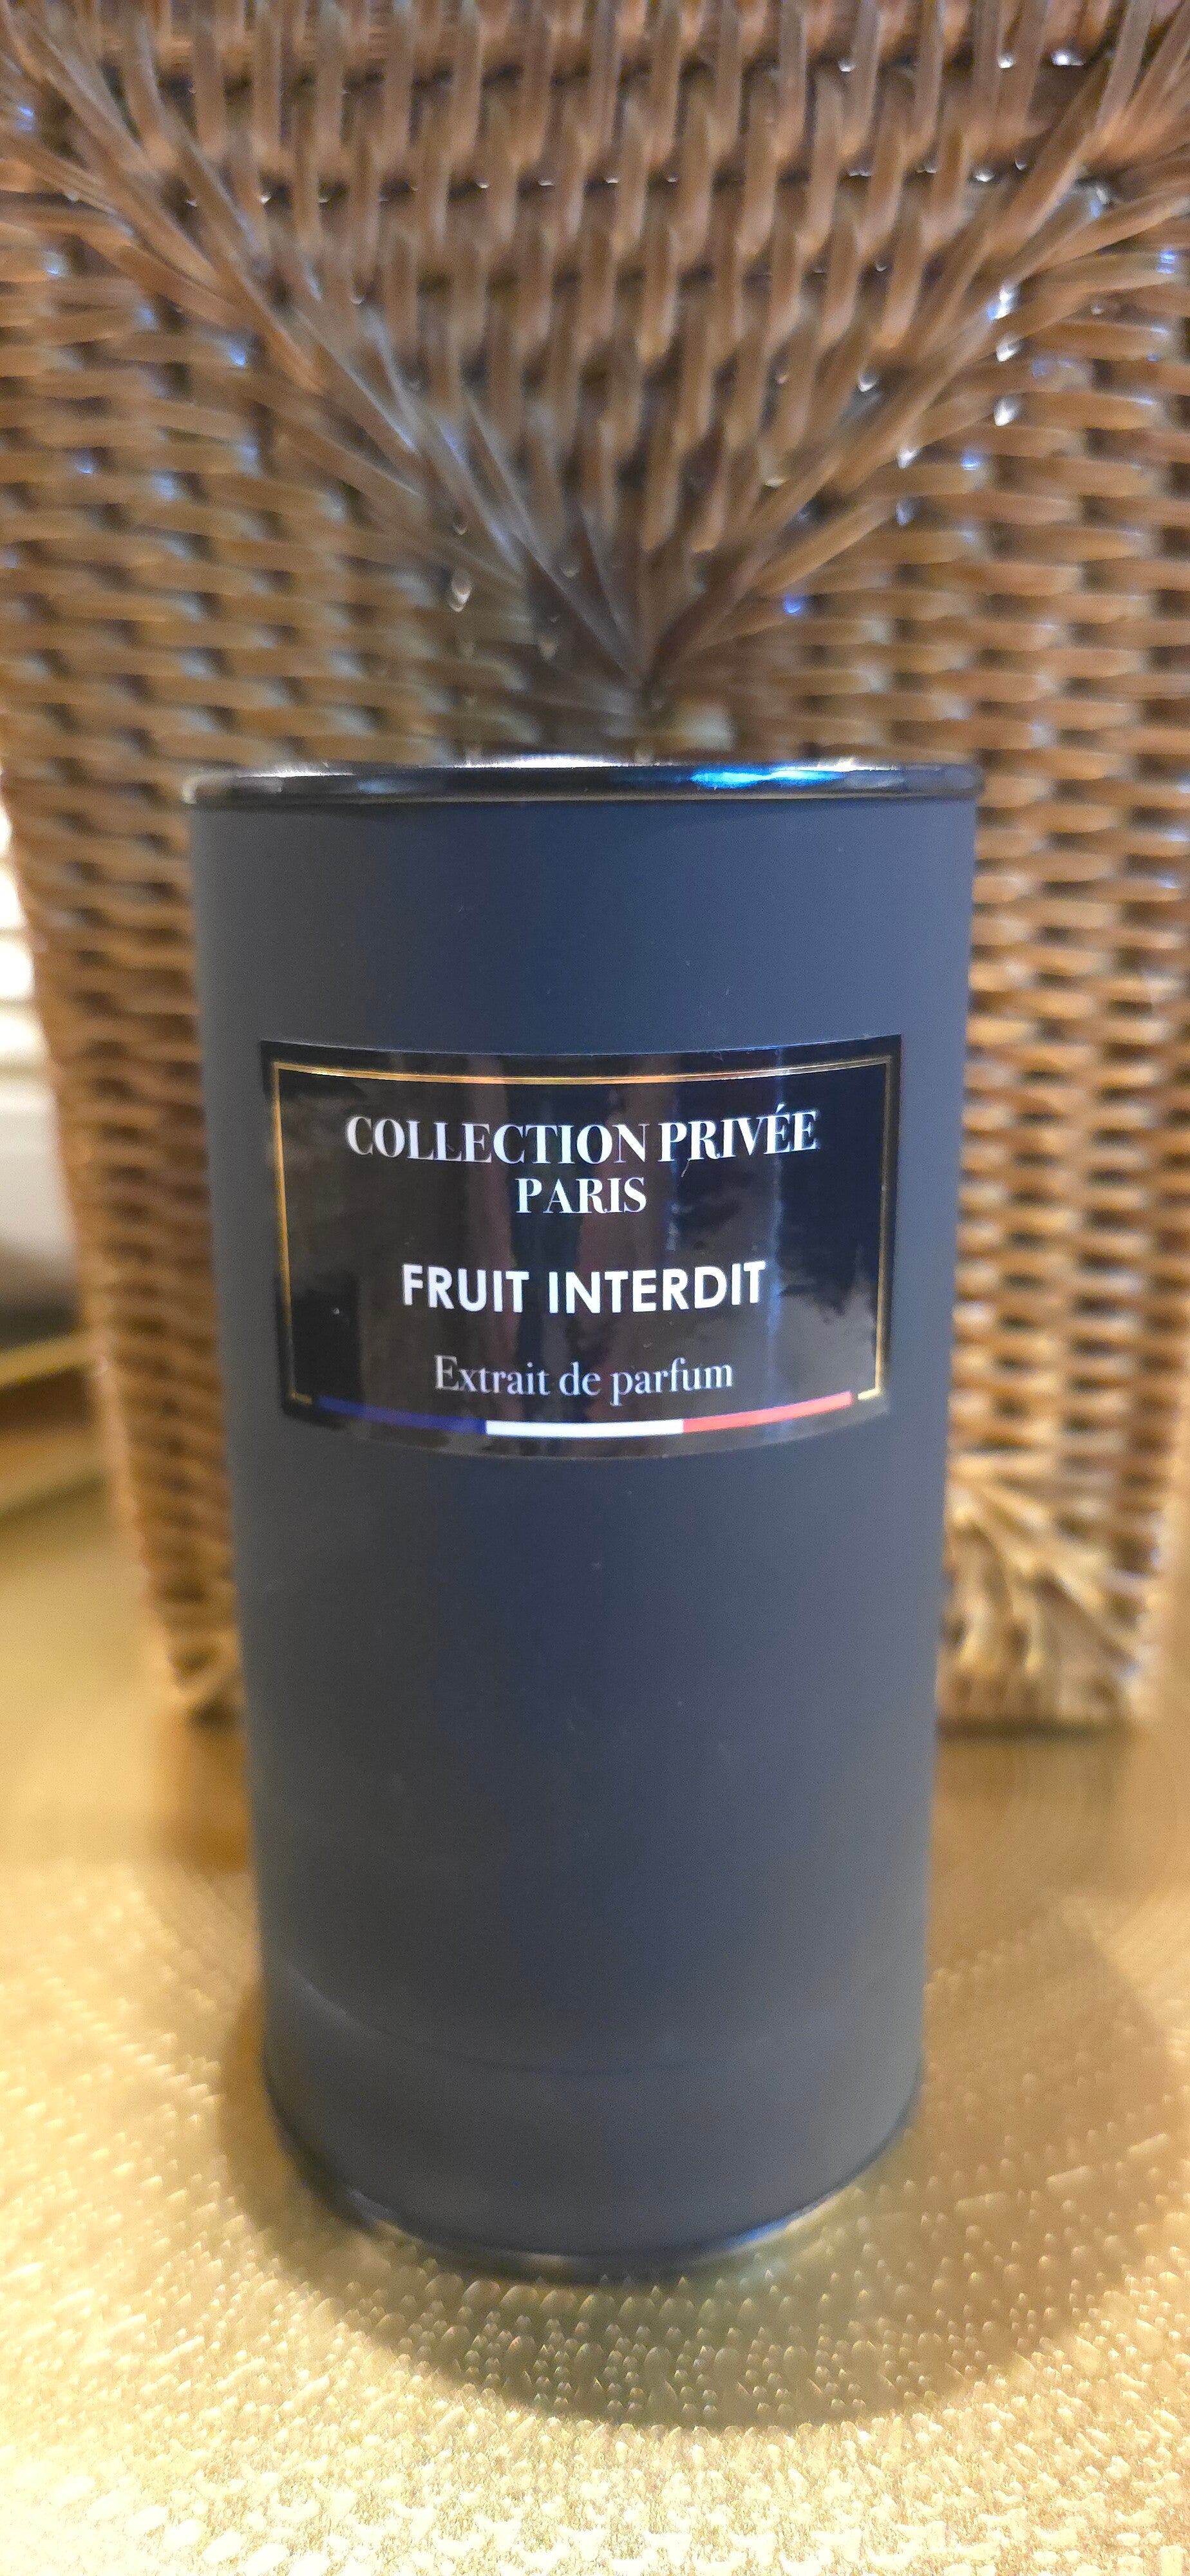 COLLECTION PRIVÉE
PARIS
FRUIT INTERDIT
Extrait de parfum